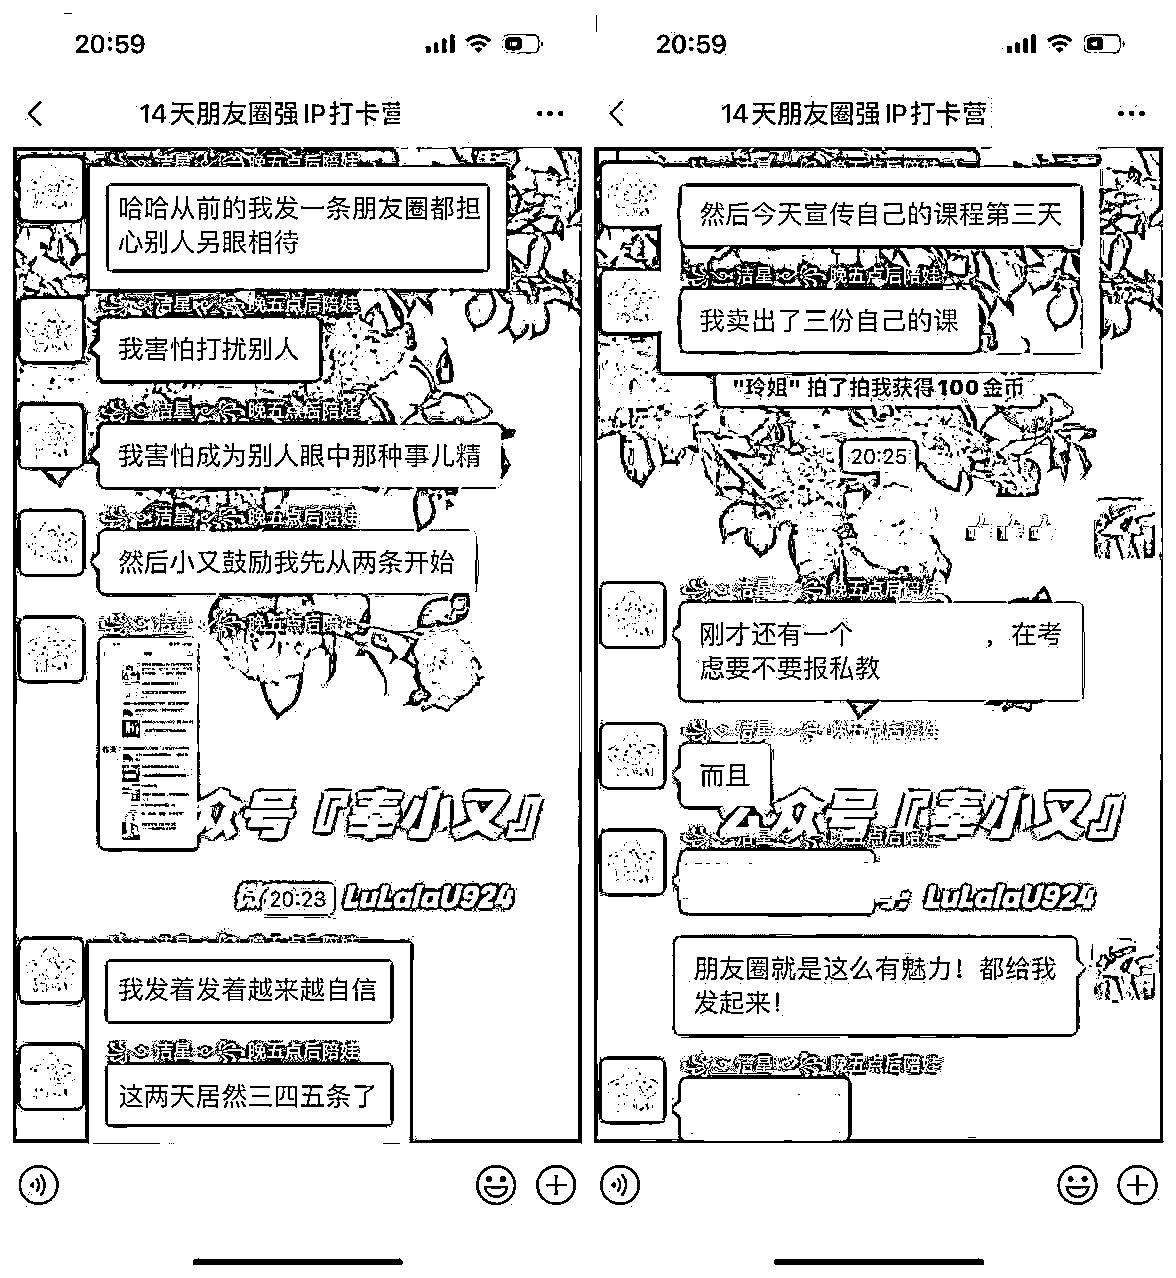 20:59
14天朋友圈强IP打卡营
洁星 晚五点后陪娃
哈哈从前的我发一条朋友圈都担
心别人另眼相待
洁星 晚五点后陪娃
我害怕打扰别人
洁星 晚五点后陪娃
我害怕成为别人眼中那种事儿精
洁星 晚五点后陪娃
然后小又鼓励我先从两条开始
洁星 晚五点后陪娃
众号『辜小又』
20:23
LuLalaU924
洁星 晚五点后陪娃
我发着发着越来越自信
洁星 晚五点后陪娃
这两天居然三四五条了
20:59
14天朋友圈强IP打卡营
然后今天宣传自己的课程第三天
洁星 晚五点后陪娃
我卖出了三份自己的课
"玲姐" 拍了拍我获得100金币
20:25
洁星 晚五点后陪娃
刚才还有一个 ，在考
虑要不要报私教
洁星 晚五点后陪娃
而且
公众号『辜小又』
洁星 晚五点后陪娃
LuLalaU924
朋友圈就是这么有魅力！都给我
发起来！
洁星 晚五点后陪娃